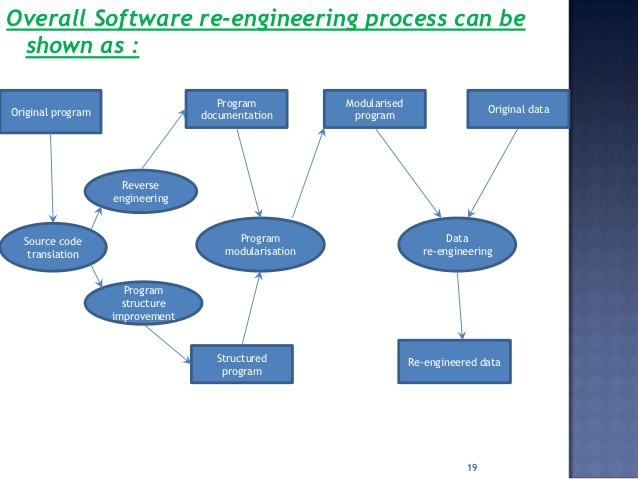 Overall Software re-engineering process can be
shown as :
Original program
Program
documentation
Modularised
program
Original data
Reverse
engineering
Source code
translation
Program
modularisation
Data
re-engineering
Program
structure
improvement
Structured
program
Re-engineered data
19